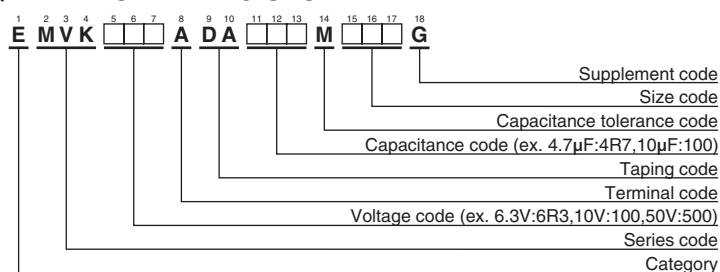 1 2 3 4 5 6 7 8 9 10 11 12 13 14 15 16 17 18
E MVK □□□ A DA □□□ M □□□ G
Supplement code
Size code
Capacitance tolerance code
Capacitance code (ex. 4.7μF:4R7,10μF:100)
Taping code
Terminal code
Voltage code (ex. 6.3V:6R3,10V:100,50V:500)
Series code
Category